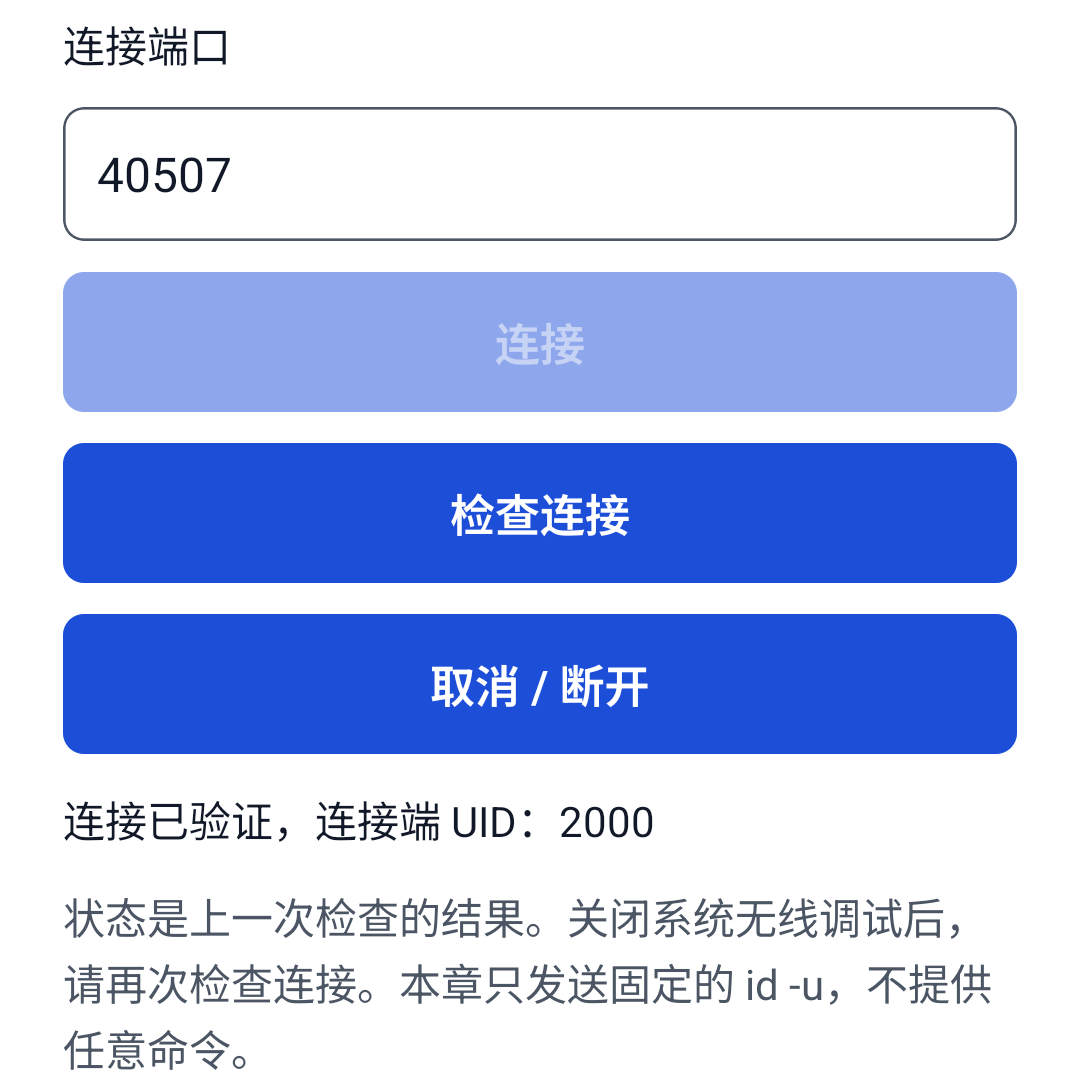 连接端口
40507
连接
检查连接
取消 / 断开
连接已验证，连接端 UID：2000
状态是上一次检查的结果。关闭系统无线调试后，
请再次检查连接。本章只发送固定的 id -u，不提供
任意命令。